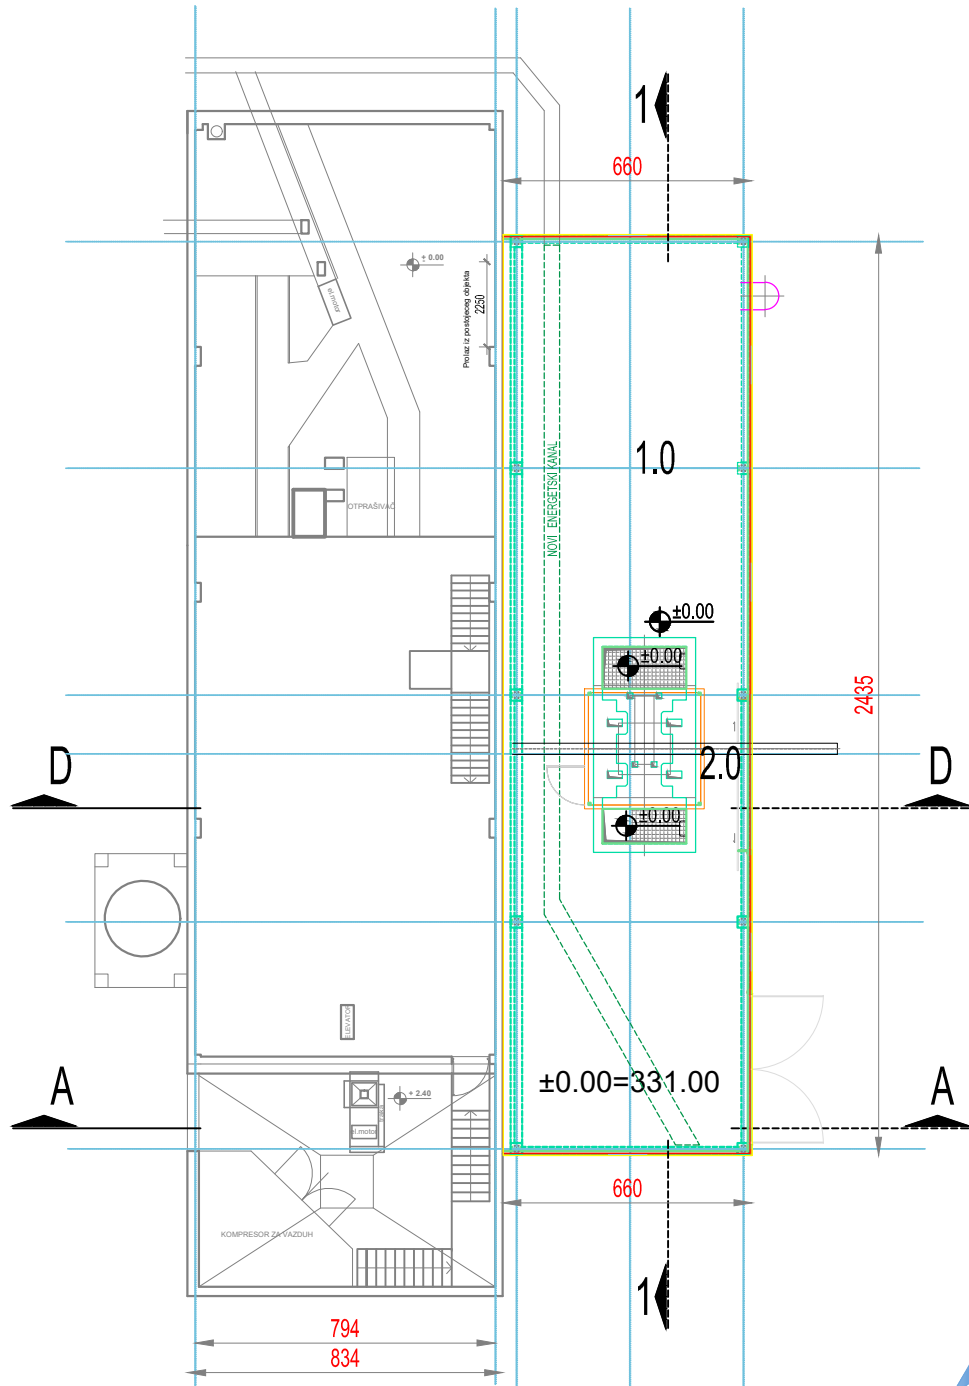 1
660
± 0.00
el.motor
Prolaz iz postojeceg objekta
2250
1.0
NOVI ENERGETSKI KANAL
OTPRAŠIVAČ
±0.00
±0.00
2435
2.0
D
D
±0.00
ELEVATOR
±0.00=331.00
A
A
+ 2.40
el.motor
660
KOMPRESOR ZA VAZDUH
1
794
834